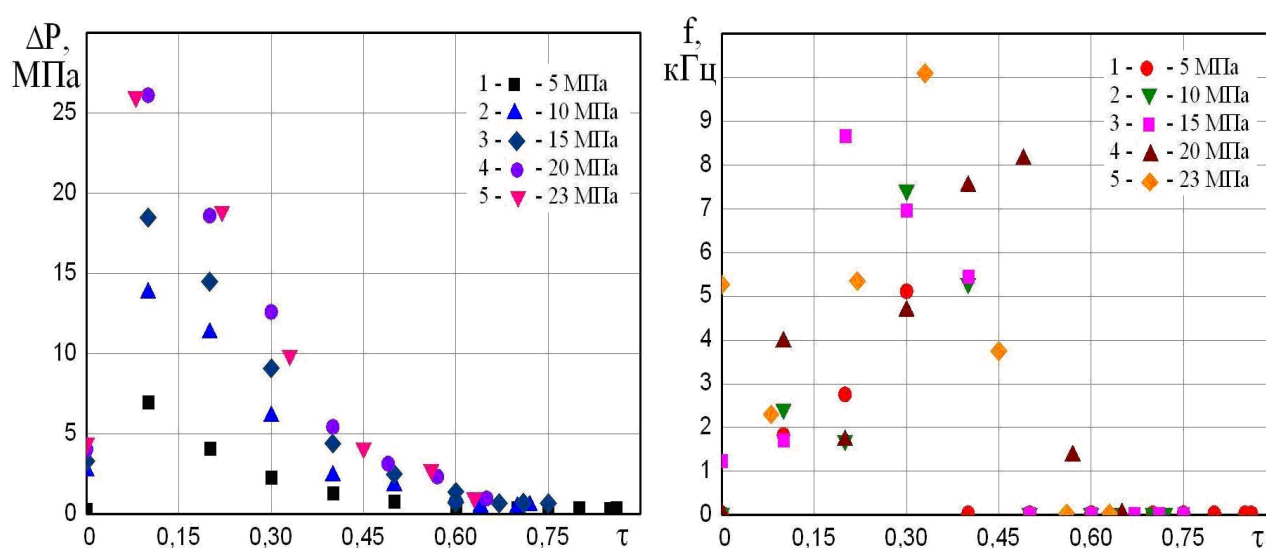 ΔP,
МПа
25
20
15
10
5
0
1 - - 5 МПа
2 - - 10 МПа
3 - - 15 МПа
4 - - 20 МПа
5 - - 23 МПа
0 0,15 0,30 0,45 0,60 0,75 τ
f,
кГц
9
8
7
6
5
4
3
2
1
0
1 - - 5 МПа
2 - - 10 МПа
3 - - 15 МПа
4 - - 20 МПа
5 - - 23 МПа
0 0,15 0,30 0,45 0,60 0,75 τ